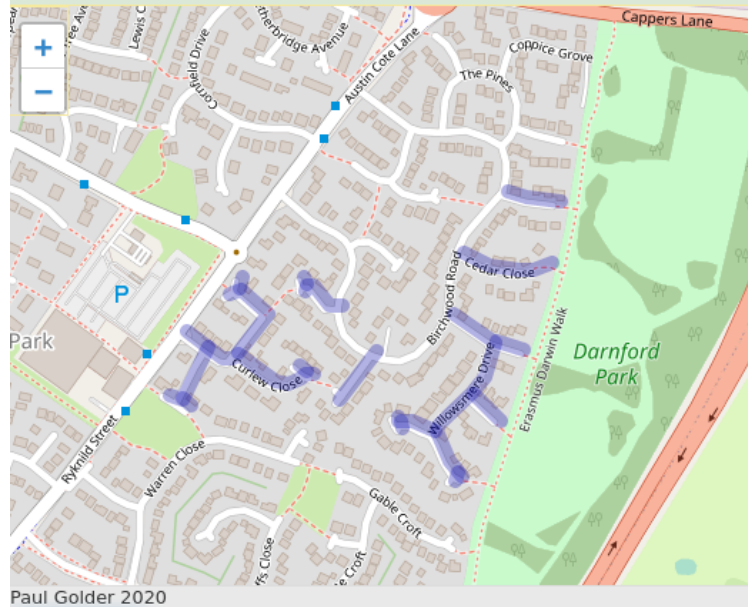 Cappers Lane
Lewis C
therbridge Avenue
Coppice Grove
+
Cornfield Drive
Austin Cote Lane
The Pines
−
Cedar Close
P
Birchwood Road
Erasmus Darwin Walk
Park
Darnford
Park
Curlew Close
Willowsmere Drive
Ryknild Street
Warren Close
Gable Croft
ffs Close
e Croft
Paul Golder 2020